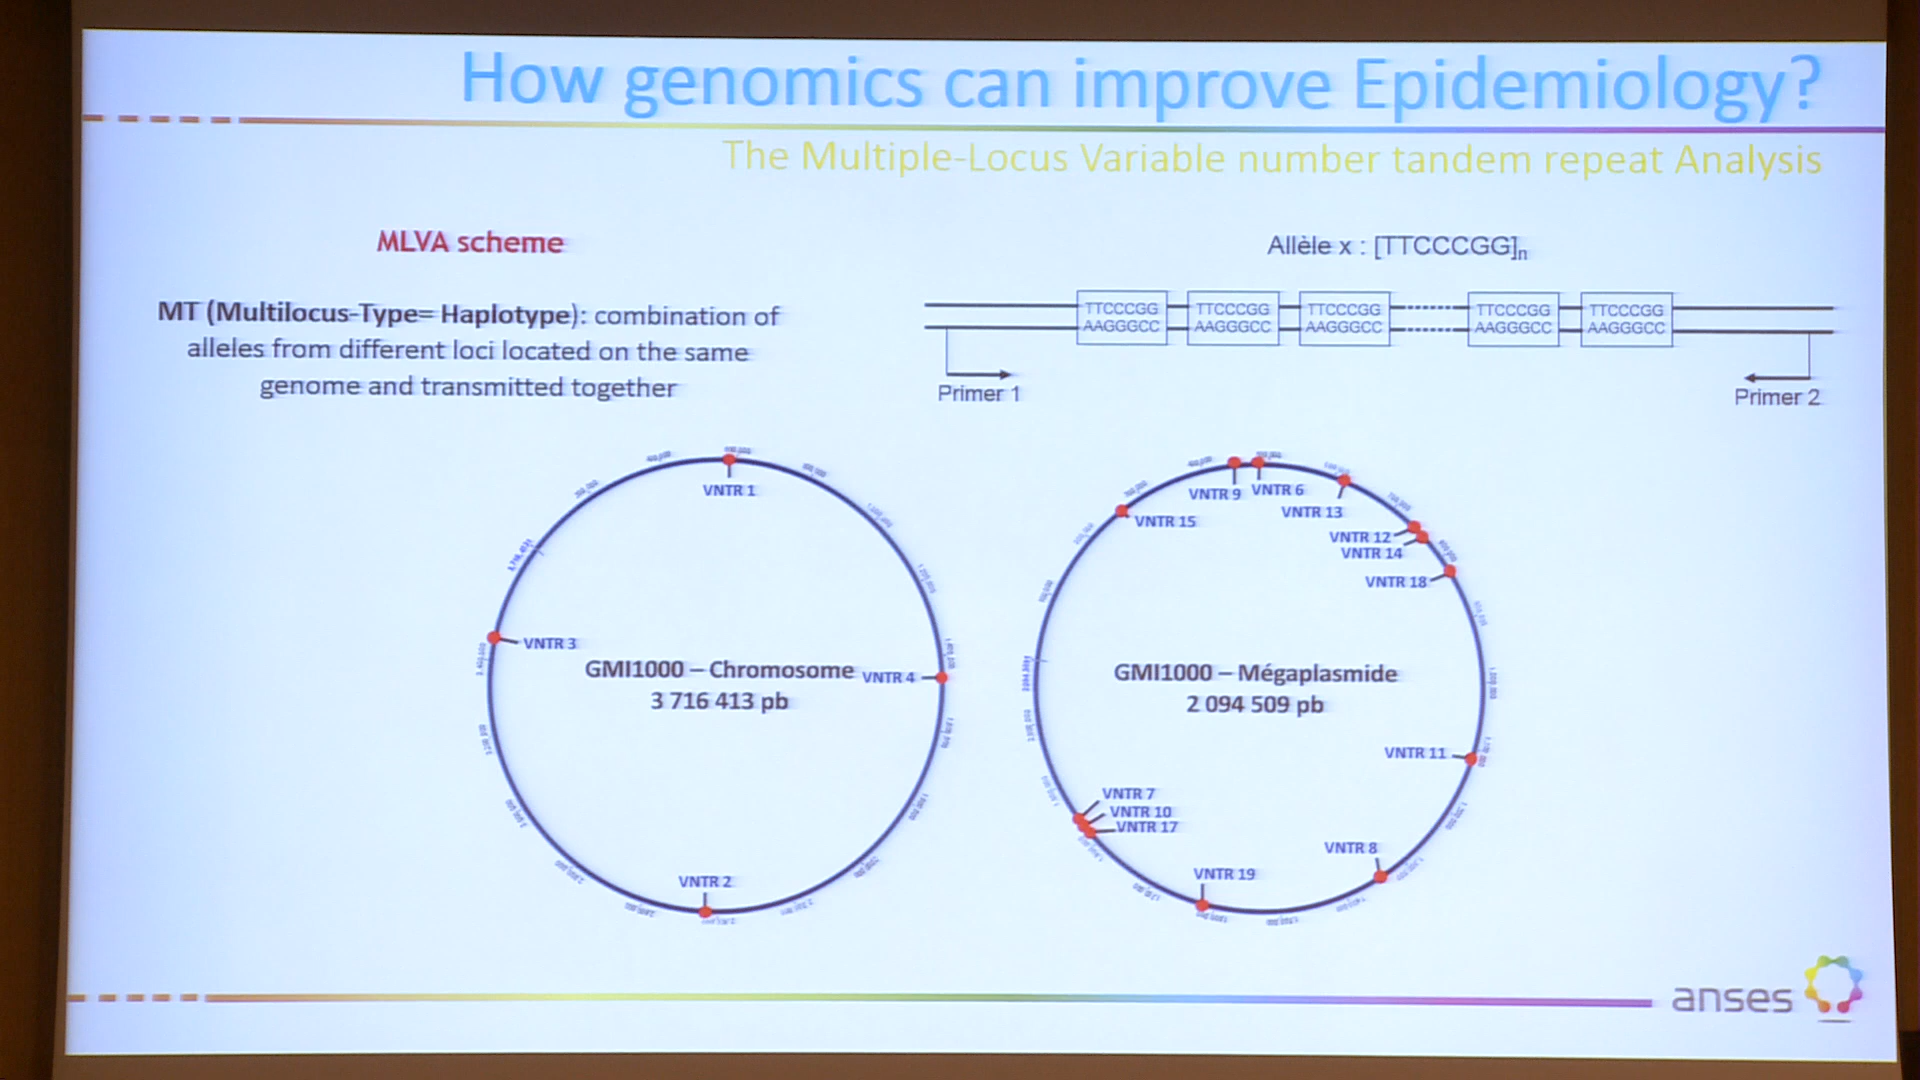 How genomics can improve Epidemiology?
The Multiple-Locus Variable number tandem repeat Analysis
MLVA scheme
MT (Multilocus-Type= Haplotype): combination of
alleles from different loci located on the same
genome and transmitted together
Allèle x : [TTCCCGG]n
TTCCCGG TTCCCGG TTCCCGG TTCCCGG TTCCCGG
AAGGGCC AAGGGCC AAGGGCC AAGGGCC AAGGGCC
Primer 1
Primer 2
VNTR 1
VNTR 3
GMI1000 – Chromosome
3 716 413 pb
VNTR 4
VNTR 2
VNTR 9
VNTR 6
VNTR 13
VNTR 15
VNTR 12
VNTR 14
VNTR 18
GMI1000 – Mégaplasmide
2 094 509 pb
VNTR 11
VNTR 7
VNTR 10
VNTR 17
VNTR 8
VNTR 19
anses